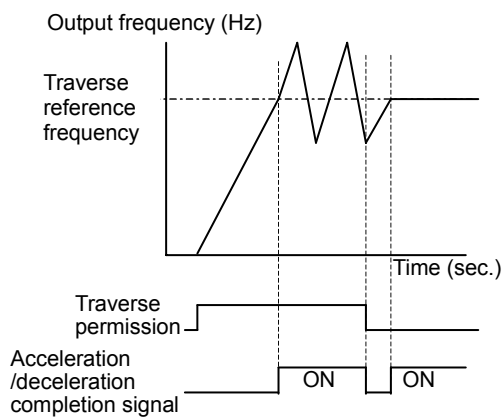 Output frequency (Hz)
Traverse
reference
frequency
Time (sec.)
Traverse
permission
Acceleration
/deceleration
completion signal
ON
ON